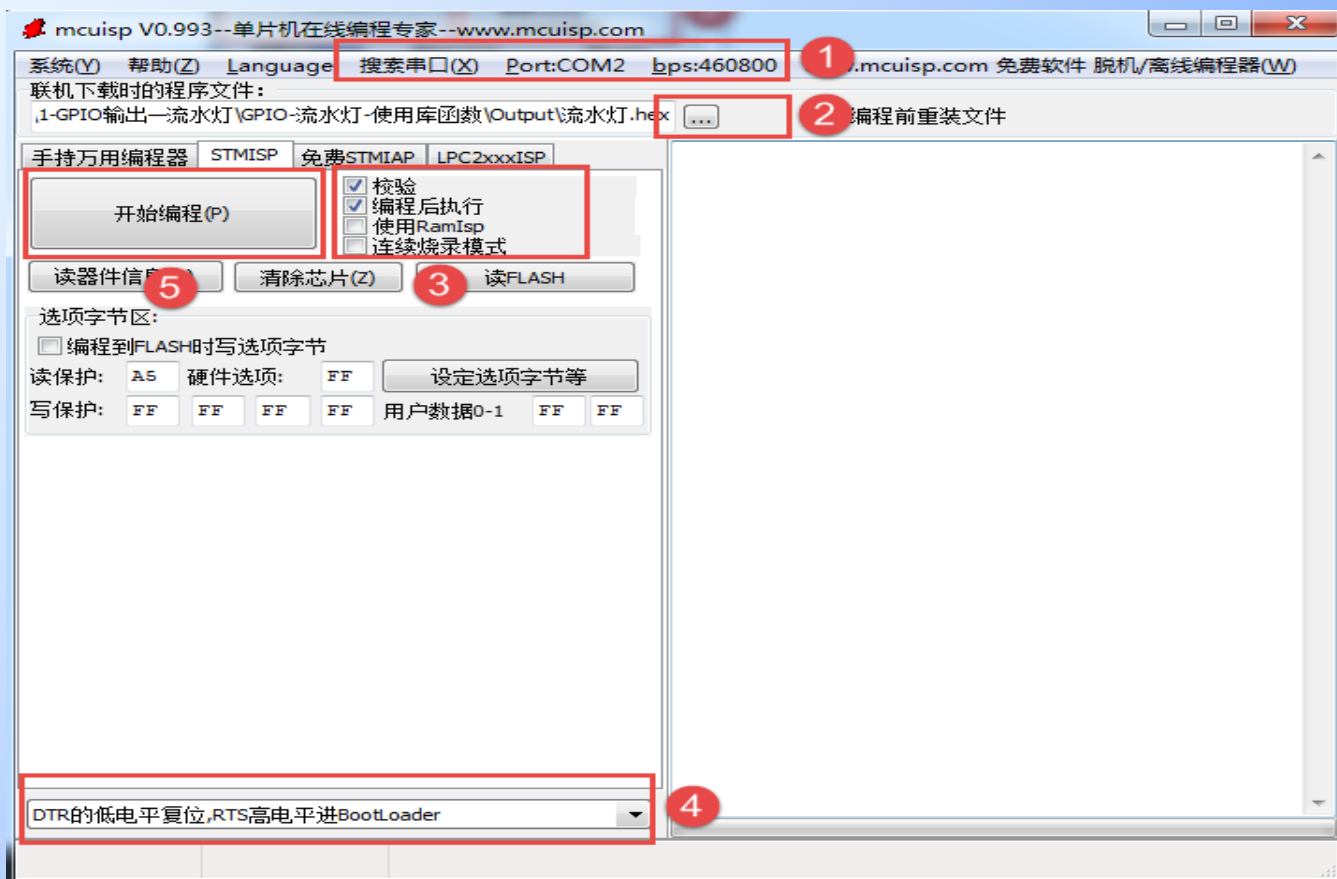 mcuisp V0.993--单片机在线编程专家--www.mcuisp.com
系统(Y) 帮助(Z) Language 搜索串口(X) Port:COM2 bps:460800 1 .mcuisp.com 免费软件 脱机/离线编程器(W)
联机下载时的程序文件:
.1-GPIO输出—流水灯\GPIO-流水灯-使用库函数\Output\流水灯.hex ... 2 编程前重装文件
手持万用编程器 STMISP 免费STMIAP LPC2xxxISP
开始编程(P)
校验
编程后执行
使用RamIsp
连续烧录模式
读器件信息 5 清除芯片(Z) 3 读FLASH
选项字节区:
编程到FLASH时写选项字节
读保护: A5 硬件选项: FF 设定选项字节等
写保护: FF FF FF FF 用户数据0-1 FF FF
DTR的低电平复位,RTS高电平进BootLoader 4